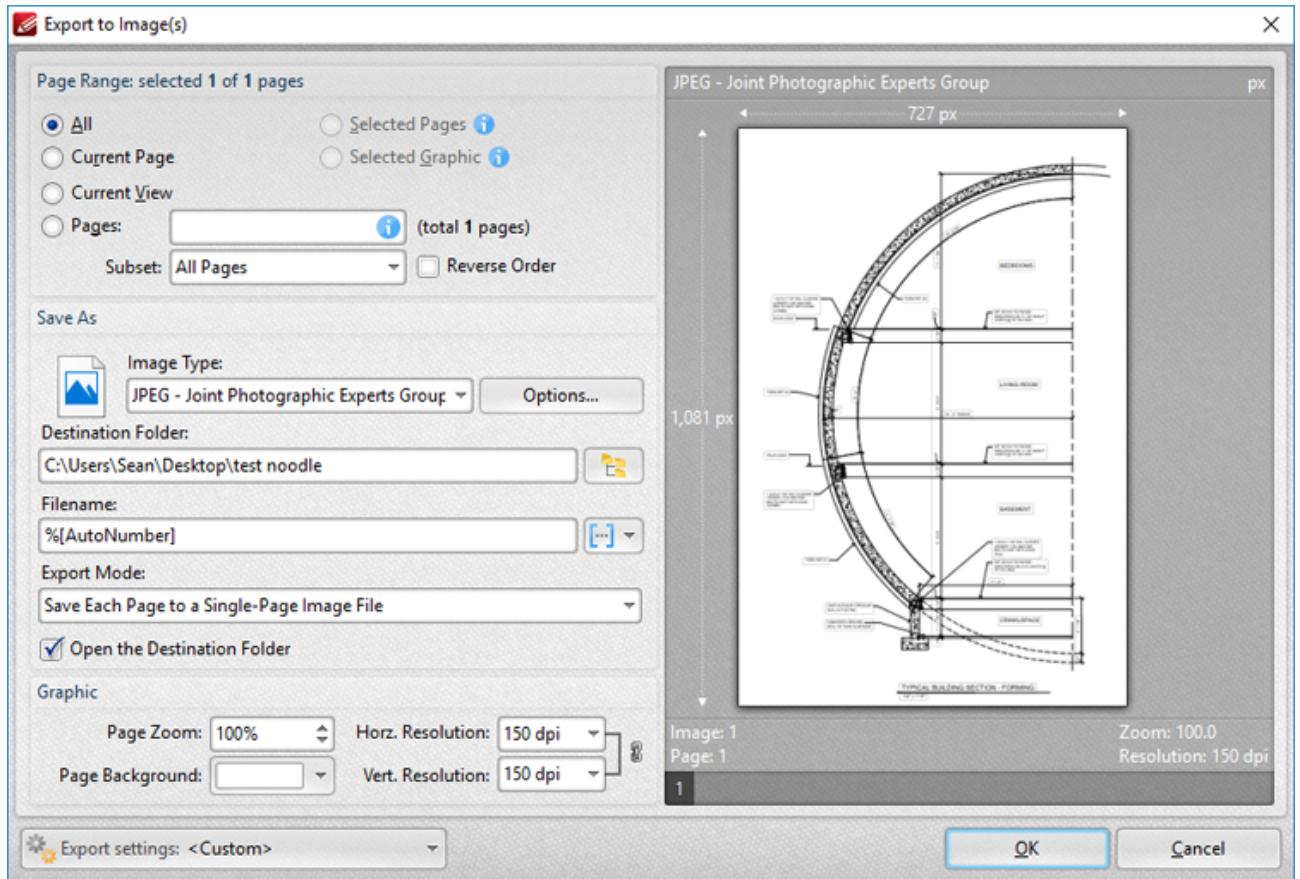 Export to Image(s)
Page Range: selected 1 of 1 pages
All
Selected Pages
Current Page
Selected Graphic
Current View
Pages:
(total 1 pages)
Subset: All Pages
Reverse Order
Save As
Image Type:
JPEG - Joint Photographic Experts Group
Options...
Destination Folder:
C:\Users\Sean\Desktop\test noodle
Filename:
%[AutoNumber]
Export Mode:
Save Each Page to a Single-Page Image File
Open the Destination Folder
Graphic
Page Zoom: 100%
Horz. Resolution: 150 dpi
Page Background:
Vert. Resolution: 150 dpi
JPEG - Joint Photographic Experts Group px
727 px
1,081 px
BEDROOMS
LIVING ROOM
BASEMENT
CRAWLSPACE
TYPICAL BUILDING SECTION - FORMING
Image: 1
Zoom: 100.0
Page: 1
Resolution: 150 dpi
1
Export settings: <Custom>
OK
Cancel